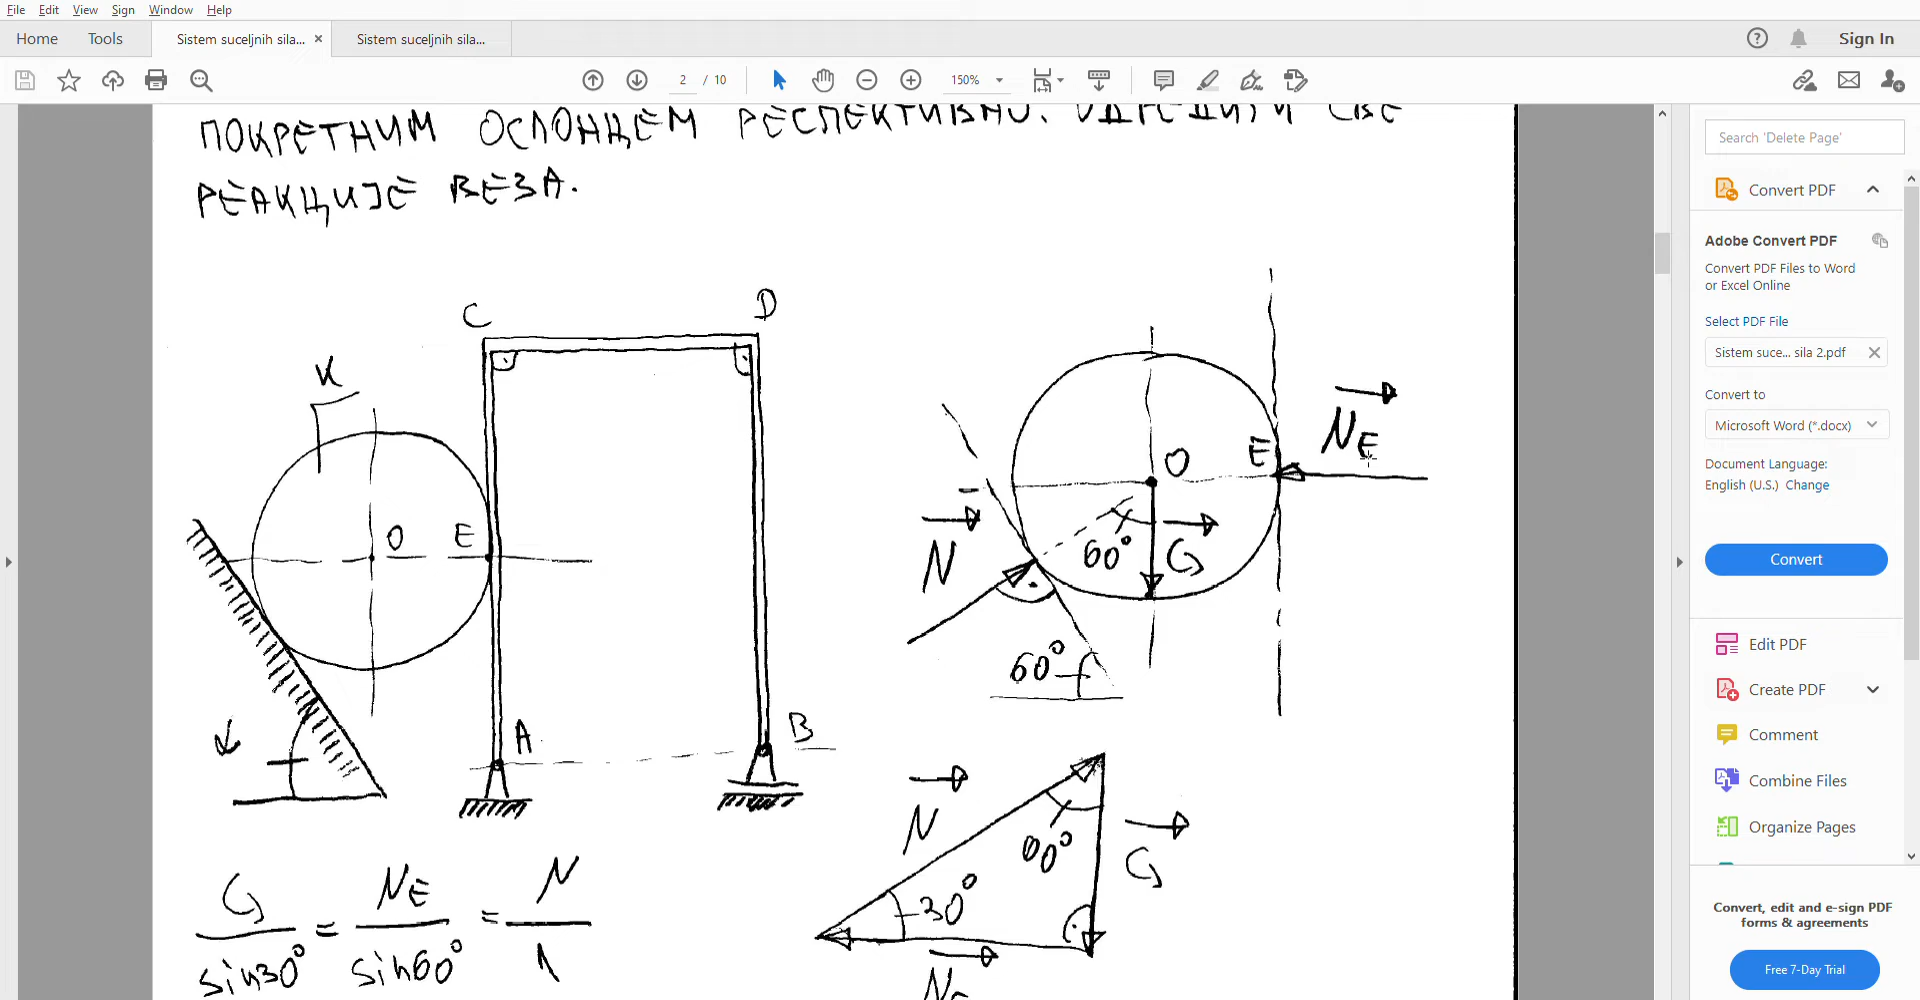 File Edit View Sign Window Help
Home Tools Sistem suceljnih sila... × Sistem suceljnih sila... Sign In
2 / 10 150%
ПОКРЕТНИМ ОСЛОНЦЕМ РЕСПЕКТИВНО. ОДРЕДИТИ СВЕ
РЕАКЦИЈЕ ВЕЗА.
C D
K
O E
A B
N O E N E
60° G
60°
N 60° G
30°
N E
G / sin30° = N E / sin60° = N / 1
Search 'Delete Page'
Convert PDF
Adobe Convert PDF
Convert PDF Files to Word
or Excel Online
Select PDF File
Sistem suce... sila 2.pdf
Convert to
Microsoft Word (*.docx)
Document Language:
English (U.S.) Change
Convert
Edit PDF
Create PDF
Comment
Combine Files
Organize Pages
Convert, edit and e-sign PDF
forms & agreements
Free 7-Day Trial